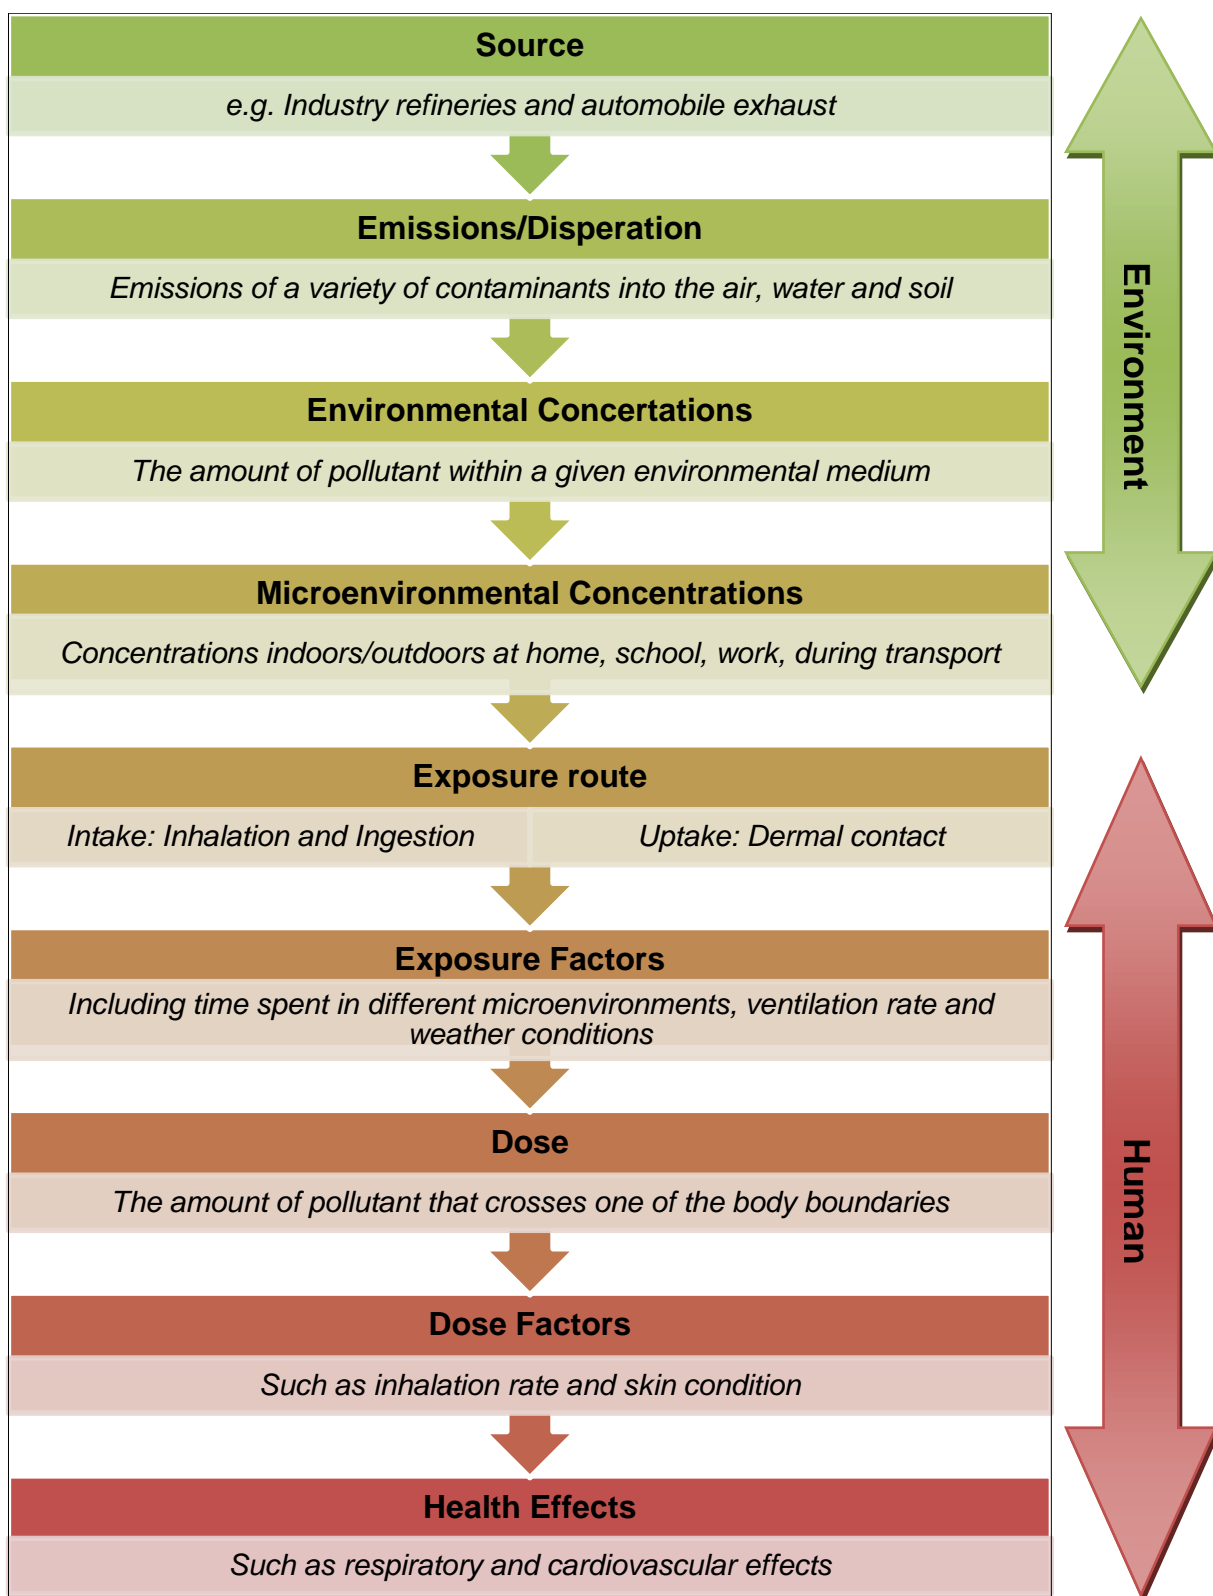 Source
e.g. Industry refineries and automobile exhaust
Emissions/Disperation
Emissions of a variety of contaminants into the air, water and soil
Environmental Concertations
The amount of pollutant within a given environmental medium
Microenvironmental Concentrations
Concentrations indoors/outdoors at home, school, work, during transport
Environment
Exposure route
Intake: Inhalation and Ingestion
Uptake: Dermal contact
Exposure Factors
Including time spent in different microenvironments, ventilation rate and
weather conditions
Dose
The amount of pollutant that crosses one of the body boundaries
Dose Factors
Such as inhalation rate and skin condition
Health Effects
Such as respiratory and cardiovascular effects
Human